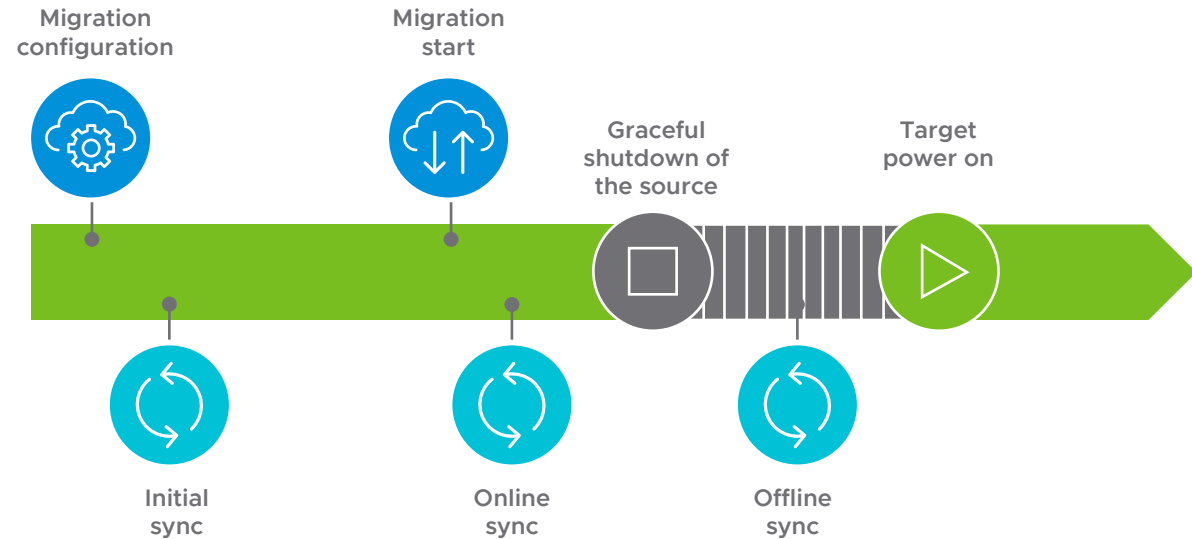 Migration
configuration
Migration
start
Graceful
shutdown of
the source
Target
power on
Initial
sync
Online
sync
Offline
sync